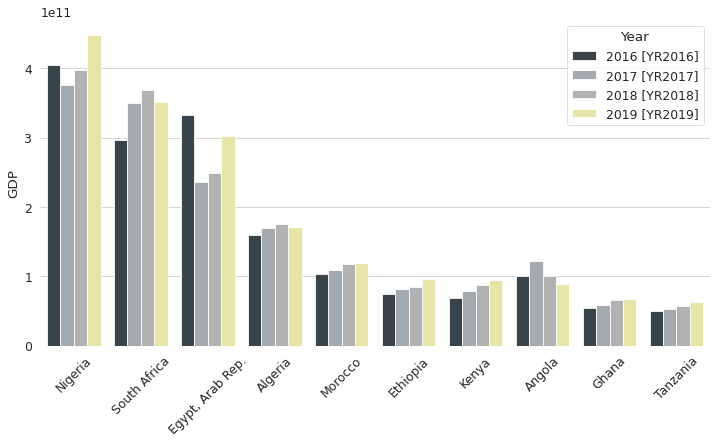 1e11
Year
2016 [YR2016]
2017 [YR2017]
2018 [YR2018]
2019 [YR2019]
GDP
4
3
2
1
0
Nigeria
South Africa
Egypt, Arab Rep.
Algeria
Morocco
Ethiopia
Kenya
Angola
Ghana
Tanzania